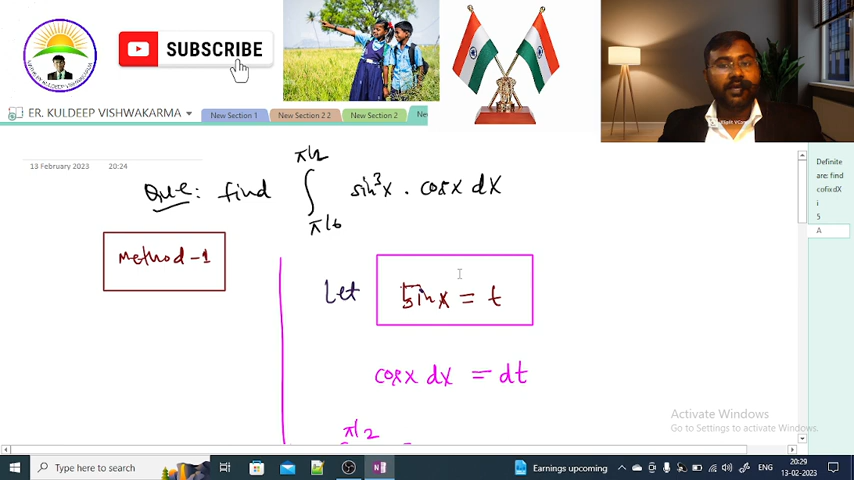 SUBSCRIBE
ER. KULDEEP VISHWAKARMA
New Section 1
New Section 2 2
New Section 2
13 February 2023
20:24
Que: find ∫ π/6 π/2 sin³x . cosx dx
Method-1
Let sinx = t
cosx dx = dt
π/2
Definite
are: find
cofixdX
i
5
A
Activate Windows
Go to Settings to activate Windows.
Type here to search
Earnings upcoming
ENG
20:29
13-02-2023